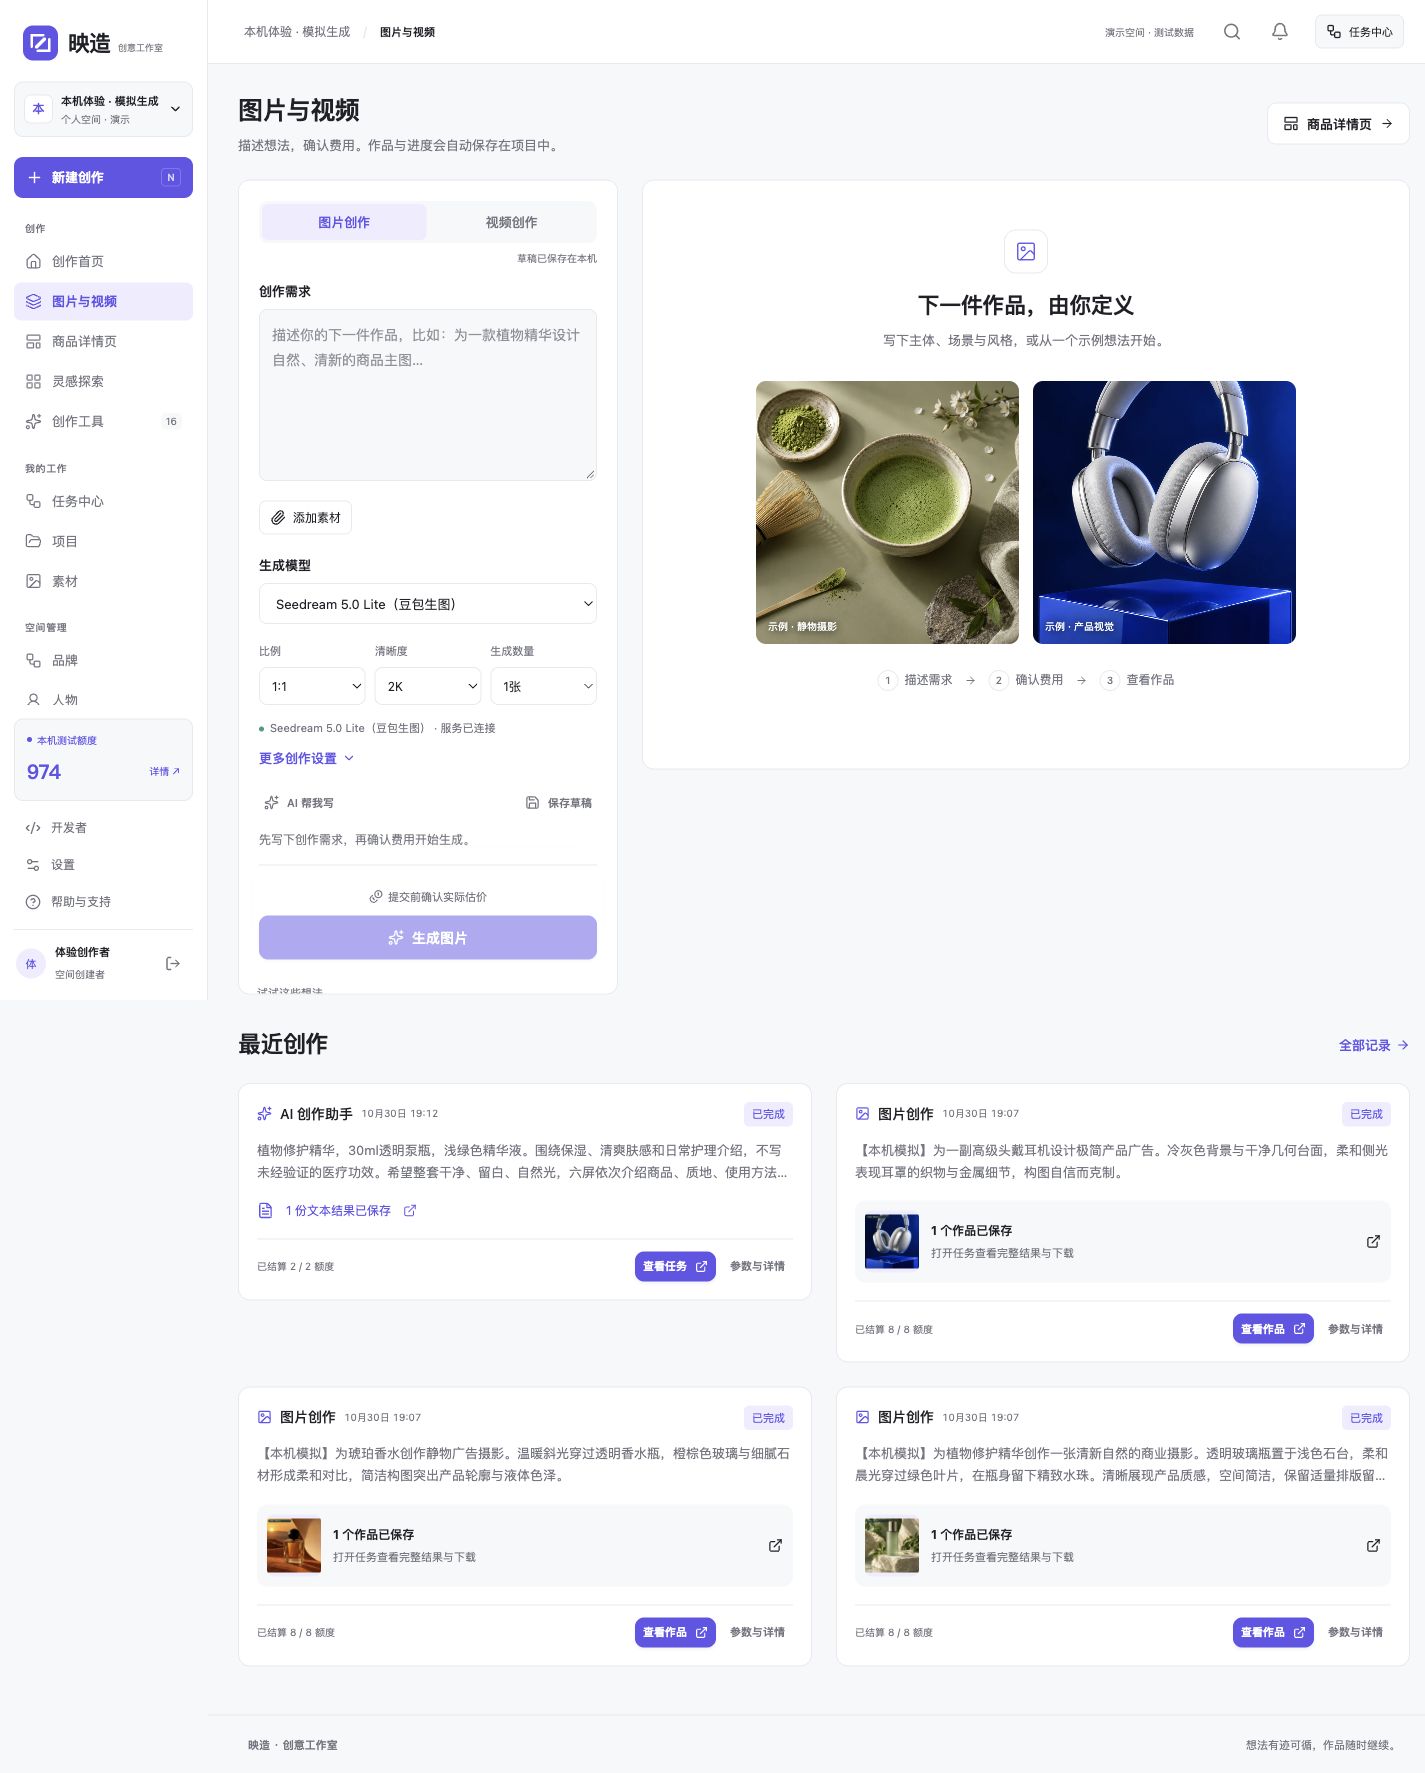 映造 创意工作室
本
本机体验 · 模拟生成
个人空间 · 演示
新建创作 N
创作
创作首页
图片与视频
商品详情页
灵感探索
创作工具 16
我的工作
任务中心
项目
素材
空间管理
品牌
人物
本机测试额度
974 详情
开发者
设置
帮助与支持
体
体验创作者
空间创建者
本机体验 · 模拟生成 / 图片与视频
演示空间 · 测试数据
任务中心
图片与视频
描述想法，确认费用。作品与进度会自动保存在项目中。
商品详情页
图片创作 视频创作
草稿已保存在本机
创作需求
描述你的下一件作品，比如：为一款植物精华设计
自然、清新的商品主图...
添加素材
生成模型
Seedream 5.0 Lite（豆包生图）
比例 清晰度 生成数量
1:1 2K 1张
Seedream 5.0 Lite（豆包生图） · 服务已连接
更多创作设置
AI 帮我写 保存草稿
先写下创作需求，再确认费用开始生成。
提交前确认实际估价
生成图片
试试这些想法
下一件作品，由你定义
写下主体、场景与风格，或从一个示例想法开始。
示例 · 静物摄影
示例 · 产品视觉
1 描述需求 → 2 确认费用 → 3 查看作品
最近创作
全部记录
AI 创作助手 10月30日 19:12 已完成
植物修护精华，30ml透明泵瓶，浅绿色精华液。围绕保湿、清爽肤感和日常护理介绍，不写
未经验证的医疗功效。希望整套干净、留白、自然光，六屏依次介绍商品、质地、使用方法...
1 份文本结果已保存
已结算 2 / 2 额度 查看任务 参数与详情
图片创作 10月30日 19:07 已完成
【本机模拟】为一副高级头戴耳机设计极简产品广告。冷灰色背景与干净几何台面，柔和侧光
表现耳罩的织物与金属细节，构图自信而克制。
1 个作品已保存
打开任务查看完整结果与下载
已结算 8 / 8 额度 查看作品 参数与详情
图片创作 10月30日 19:07 已完成
【本机模拟】为琥珀香水创作静物广告摄影。温暖斜光穿过透明香水瓶，橙棕色玻璃与细腻石
材形成柔和对比，简洁构图突出产品轮廓与液体色泽。
1 个作品已保存
打开任务查看完整结果与下载
已结算 8 / 8 额度 查看作品 参数与详情
图片创作 10月30日 19:07 已完成
【本机模拟】为植物修护精华创作一张清新自然的商业摄影。透明玻璃瓶置于浅色石台，柔和
晨光穿过绿色叶片，在瓶身留下精致水珠。清晰展现产品质感，空间简洁，保留适量排版留...
1 个作品已保存
打开任务查看完整结果与下载
已结算 8 / 8 额度 查看作品 参数与详情
映造 · 创意工作室
想法有迹可循，作品随时继续。